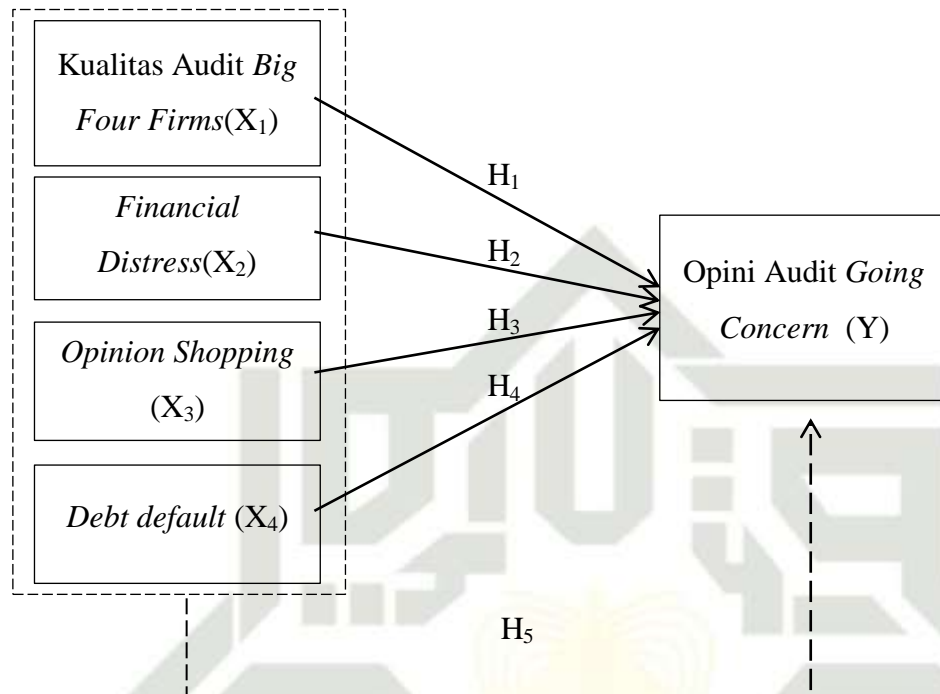 Kualitas Audit Big
Four Firms(X₁)
Financial
Distress(X₂)
Opinion Shopping
(X₃)
Debt default (X₄)
H₁
H₂
H₃
H₄
Opini Audit Going
Concern (Y)
H₅